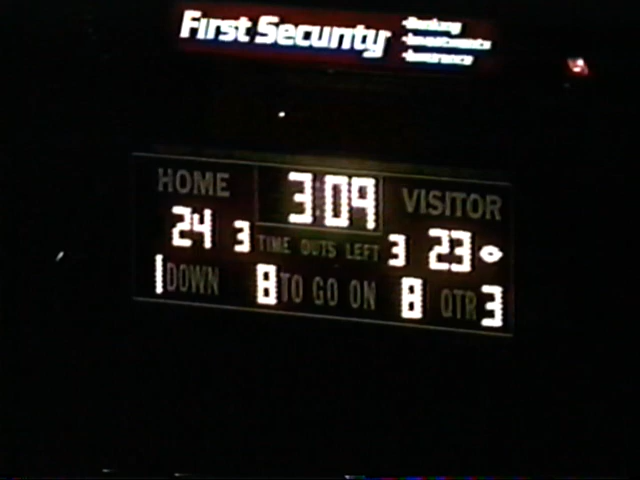 First Security
Banking
Investments
Insurance
HOME 3:09 VISITOR
24 3 TIME OUTS LEFT 3 23
1 DOWN 8 TO GO ON 8 QTR 3